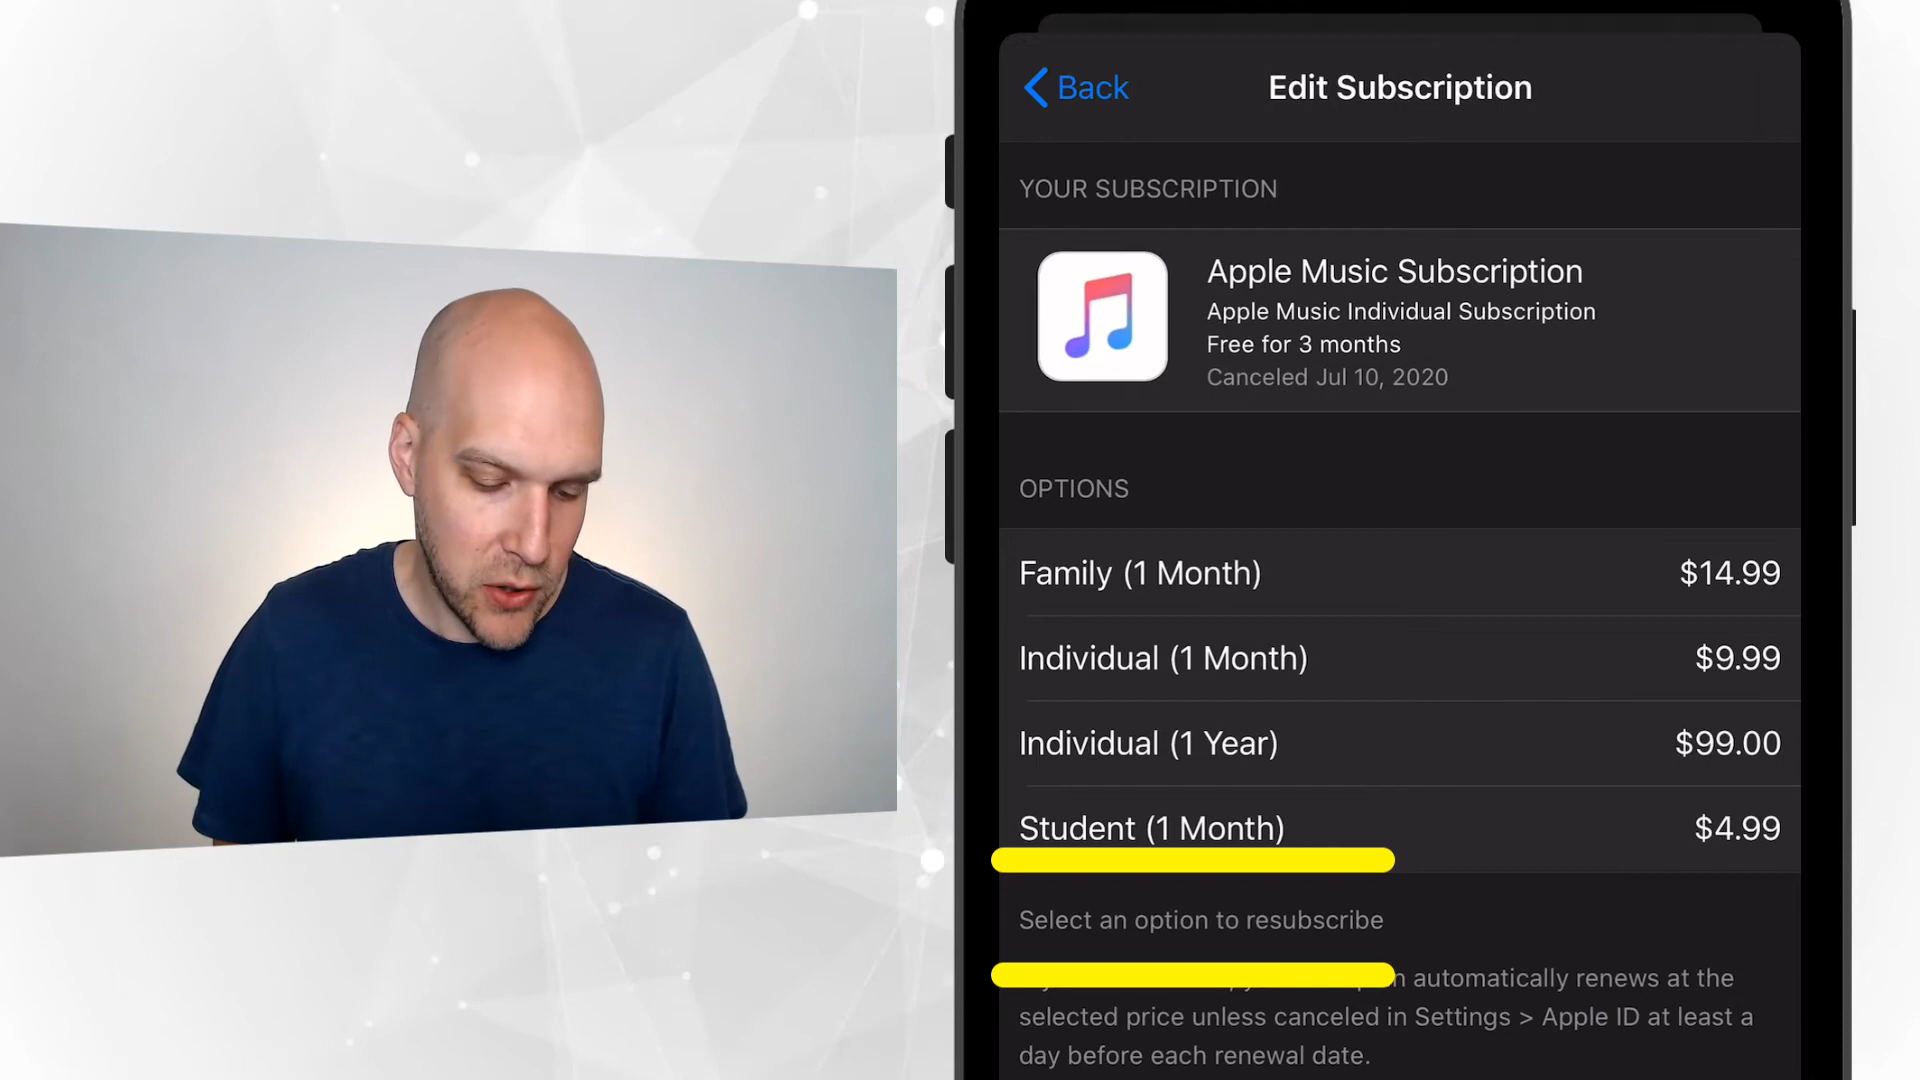 Back
Edit Subscription
YOUR SUBSCRIPTION
Apple Music Subscription
Apple Music Individual Subscription
Free for 3 months
Canceled Jul 10, 2020
OPTIONS
Family (1 Month) $14.99
Individual (1 Month) $9.99
Individual (1 Year) $99.00
Student (1 Month) $4.99
Select an option to resubscribe
automatically renews at the
selected price unless canceled in Settings > Apple ID at least a
day before each renewal date.